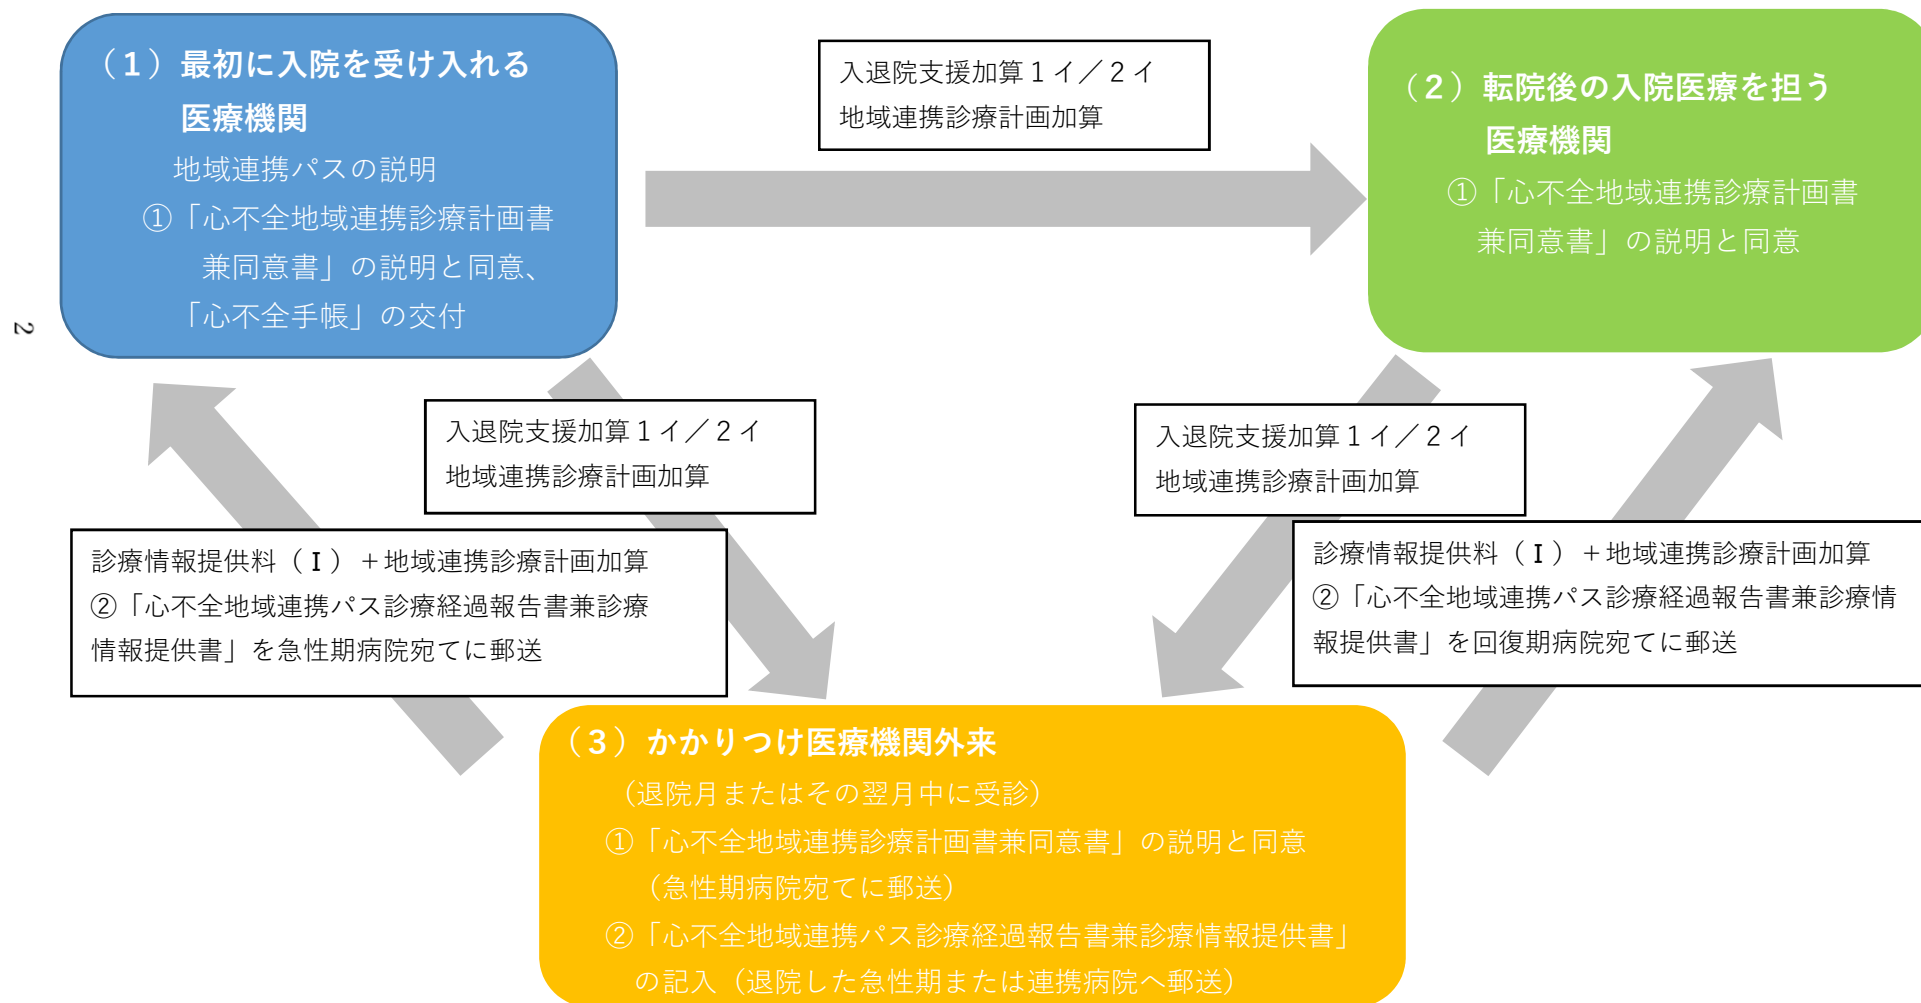 （１）最初に入院を受け入れる
医療機関
地域連携パスの説明
①「心不全地域連携診療計画書
兼同意書」の説明と同意、
「心不全手帳」の交付
入退院支援加算１イ／２イ
地域連携診療計画加算
（２）転院後の入院医療を担う
医療機関
①「心不全地域連携診療計画書
兼同意書」の説明と同意
2
入退院支援加算１イ／２イ
地域連携診療計画加算
入退院支援加算１イ／２イ
地域連携診療計画加算
診療情報提供料（Ⅰ）＋地域連携診療計画加算
②「心不全地域連携パス診療経過報告書兼診療
情報提供書」を急性期病院宛てに郵送
診療情報提供料（Ⅰ）＋地域連携診療計画加算
②「心不全地域連携パス診療経過報告書兼診療情
報提供書」を回復期病院宛てに郵送
（３）かかりつけ医療機関外来
（退院月またはその翌月中に受診）
①「心不全地域連携診療計画書兼同意書」の説明と同意
（急性期病院宛てに郵送）
②「心不全地域連携パス診療経過報告書兼診療情報提供書」
の記入（退院した急性期または連携病院へ郵送）